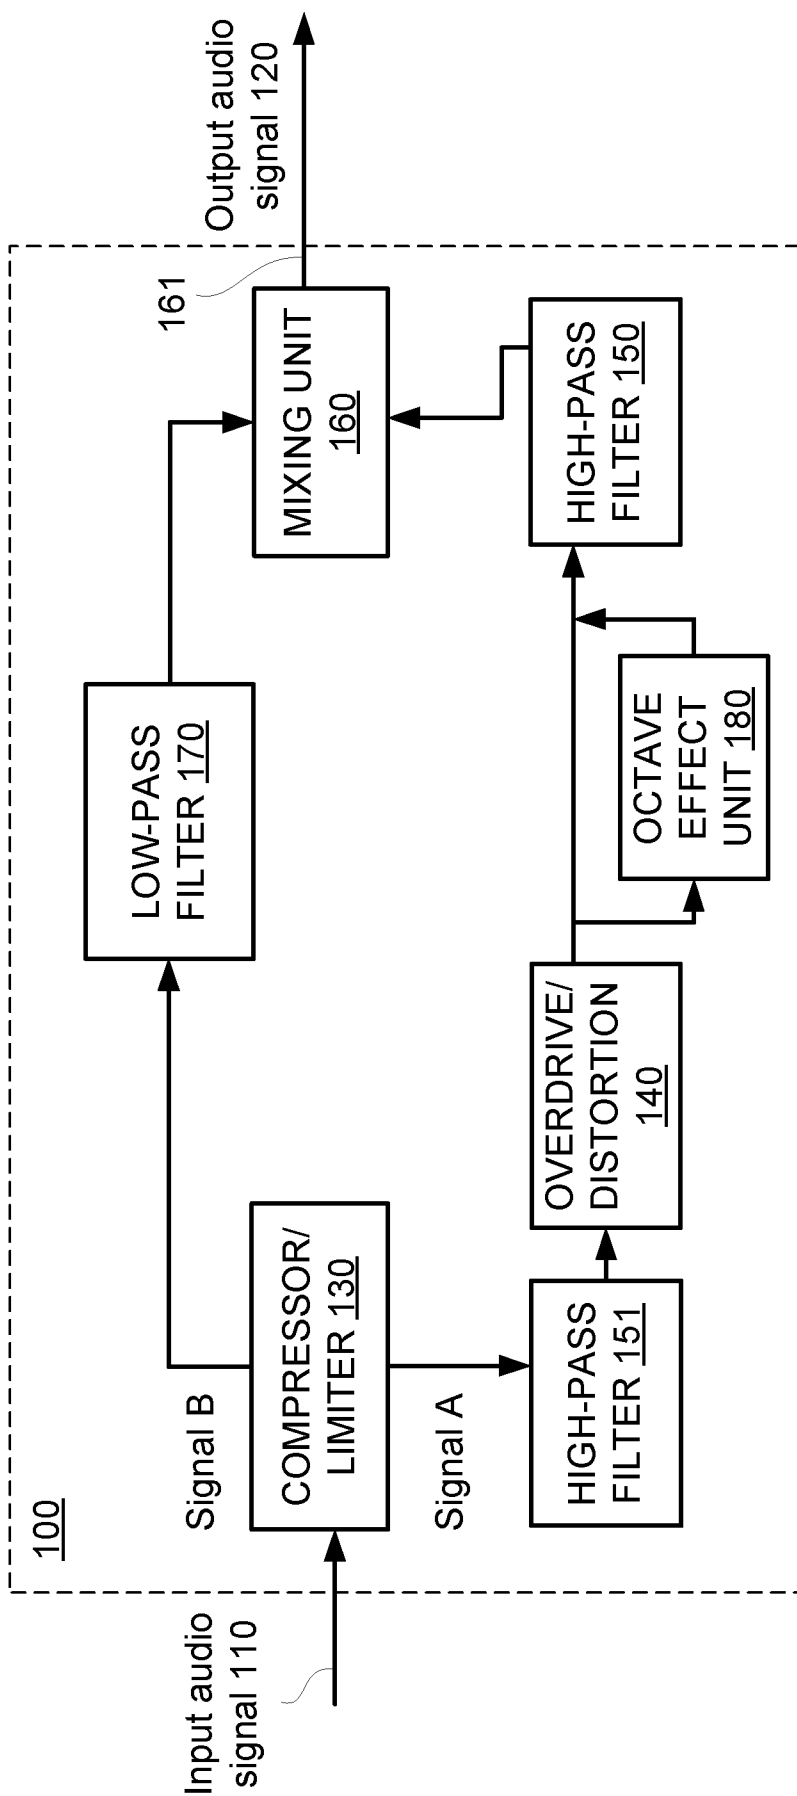 100
Input audio
signal 110
Signal B
COMPRESSOR/
LIMITER 130
Signal A
LOW-PASS
FILTER 170
HIGH-PASS
FILTER 151
OVERDRIVE/
DISTORTION
140
OCTAVE
EFFECT
UNIT 180
HIGH-PASS
FILTER 150
MIXING UNIT
160
161
Output audio
signal 120